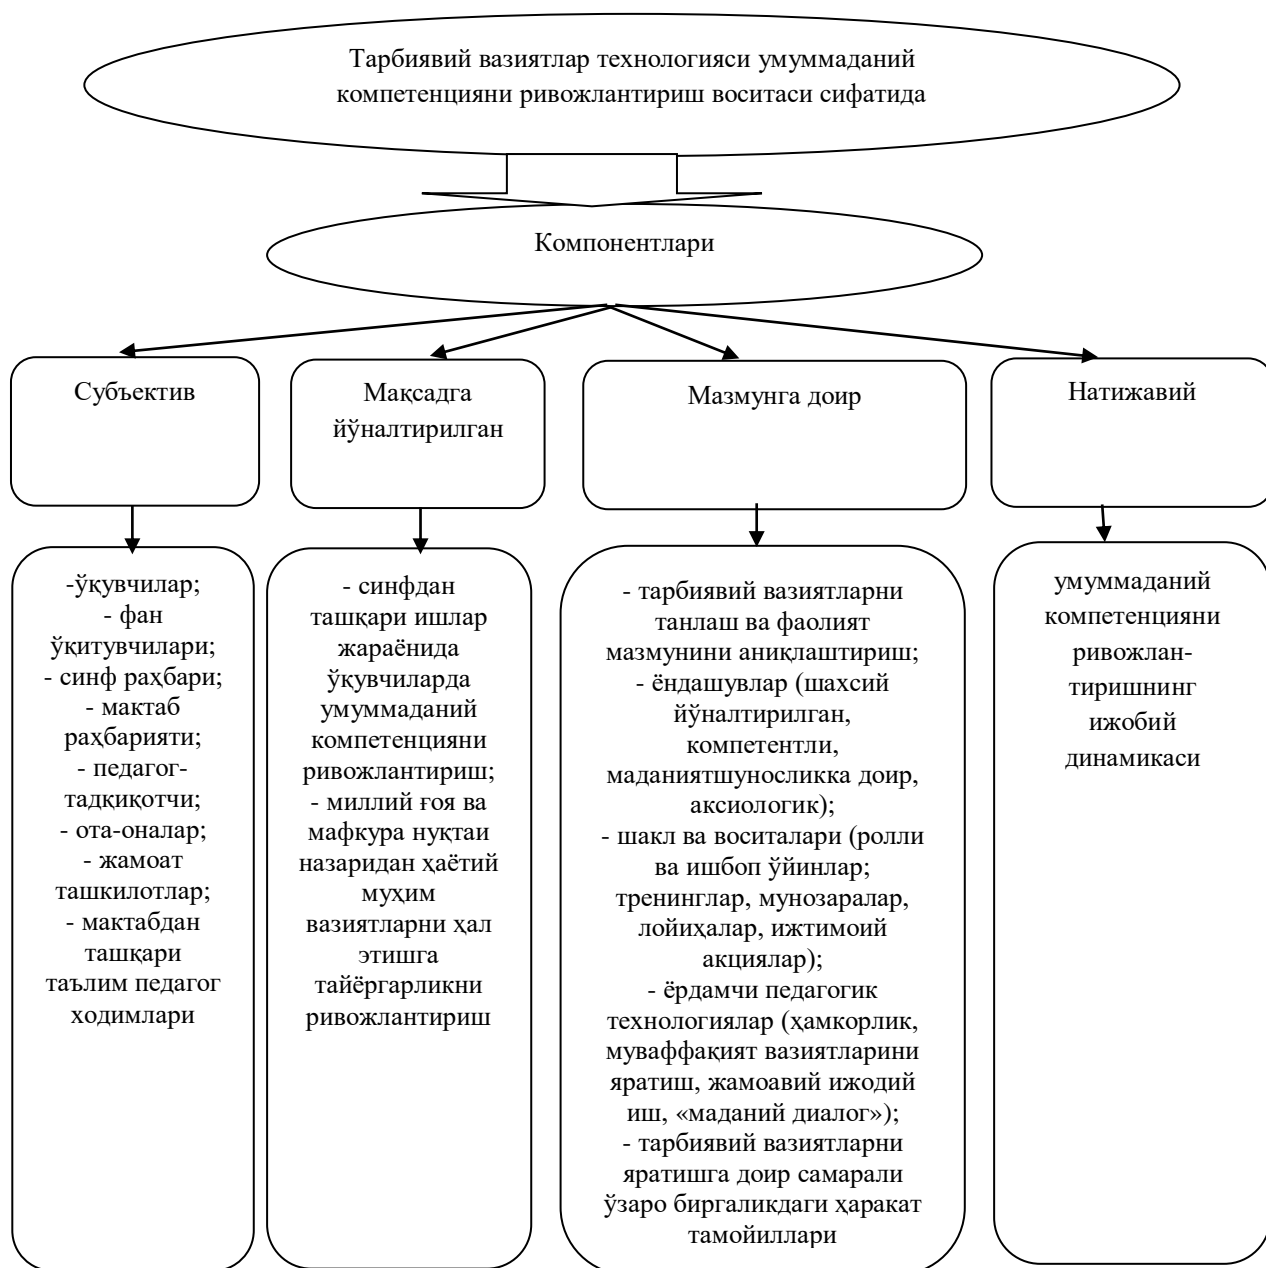 Тарбиявий вазиятлар технологияси умуммаданий
компетенцияни ривожлантириш воситаси сифатида
Компонентлари
Субъектив
Мақсадга
йўналтирилган
Мазмунга доир
Натижавий
-ўқувчилар;
- фан
ўқитувчилари;
- синф раҳбари;
- мактаб
раҳбарияти;
- педагог-
тадқиқотчи;
- ота-оналар;
- жамоат
ташкилотлар;
- мактабдан
ташқари
таълим педагог
ходимлари
- синфдан
ташқари ишлар
жараёнида
ўқувчиларда
умуммаданий
компетенцияни
ривожлантириш;
- миллий ғоя ва
мафкура нуқтаи
назаридан ҳаётий
муҳим
вазиятларни ҳал
этишга
тайёргарликни
ривожлантириш
- тарбиявий вазиятларни
танлаш ва фаолият
мазмунини аниқлаштириш;
- ёндашувлар (шахсий
йўналтирилган,
компетентли,
маданиятшуносликка доир,
аксиологик);
- шакл ва воситалари (ролли
ва ишбоп ўйинлар;
тренинглар, мунозаралар,
лойиҳалар, ижтимоий
акциялар);
- ёрдамчи педагогик
технологиялар (ҳамкорлик,
муваффақият вазиятларини
яратиш, жамоавий ижодий
иш, «маданий диалог»);
- тарбиявий вазиятларни
яратишга доир самарали
ўзаро биргаликдаги ҳаракат
тамойиллари
умуммаданий
компетенцияни
ривожлан-
тиришнинг
ижобий
динамикаси